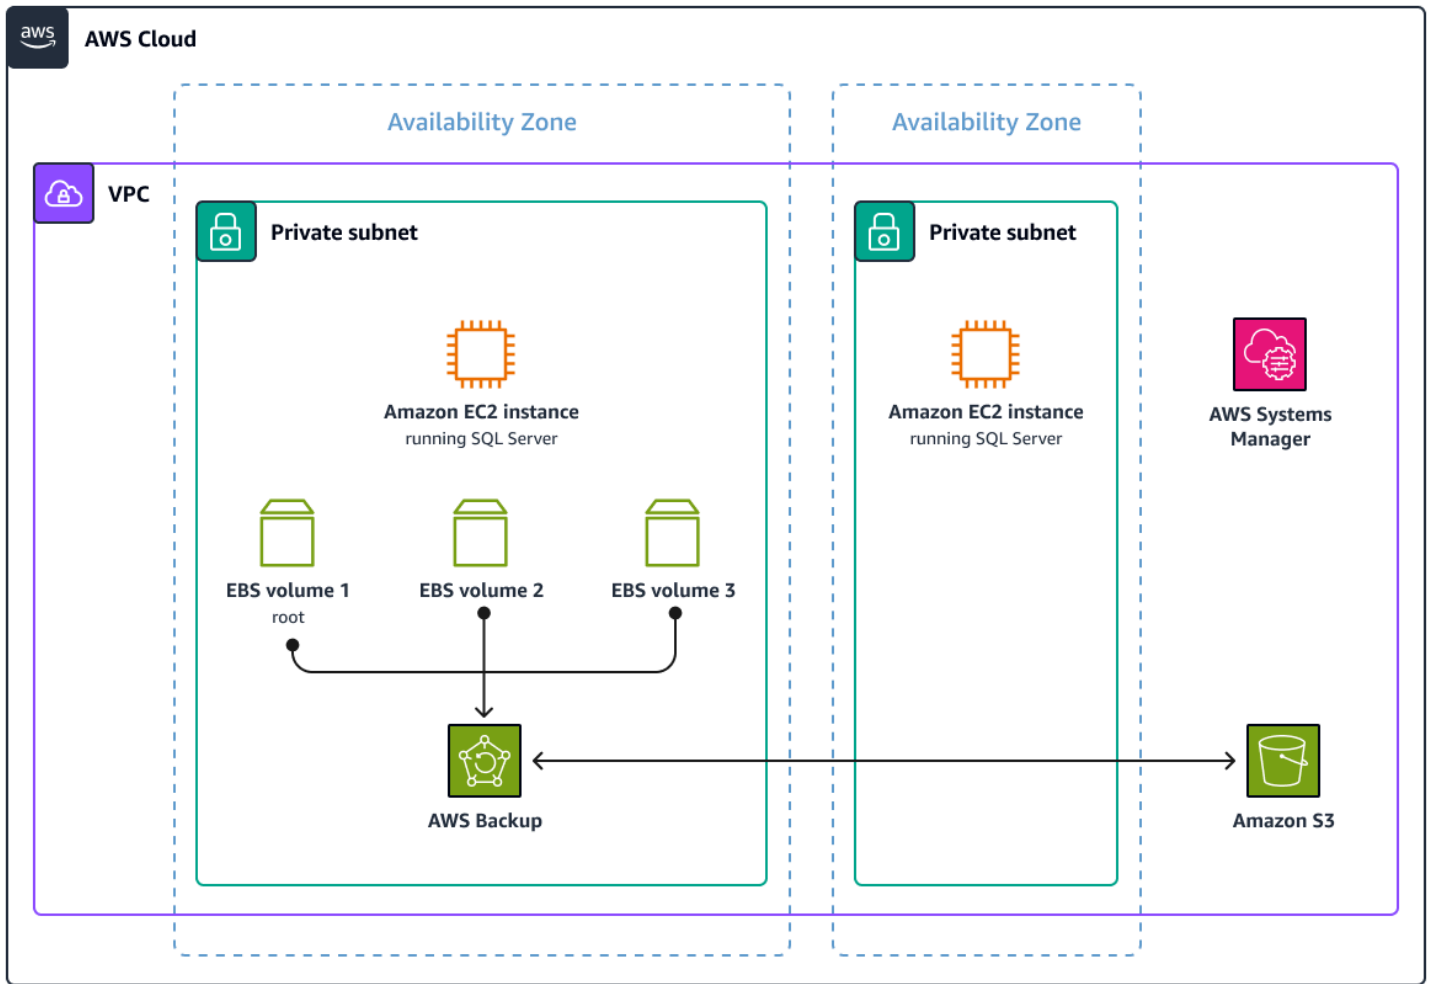 aws
AWS Cloud
Availability Zone
Availability Zone
VPC
Private subnet
Private subnet
Amazon EC2 instance
running SQL Server
Amazon EC2 instance
running SQL Server
AWS Systems
Manager
EBS volume 1
root
EBS volume 2
EBS volume 3
AWS Backup
Amazon S3